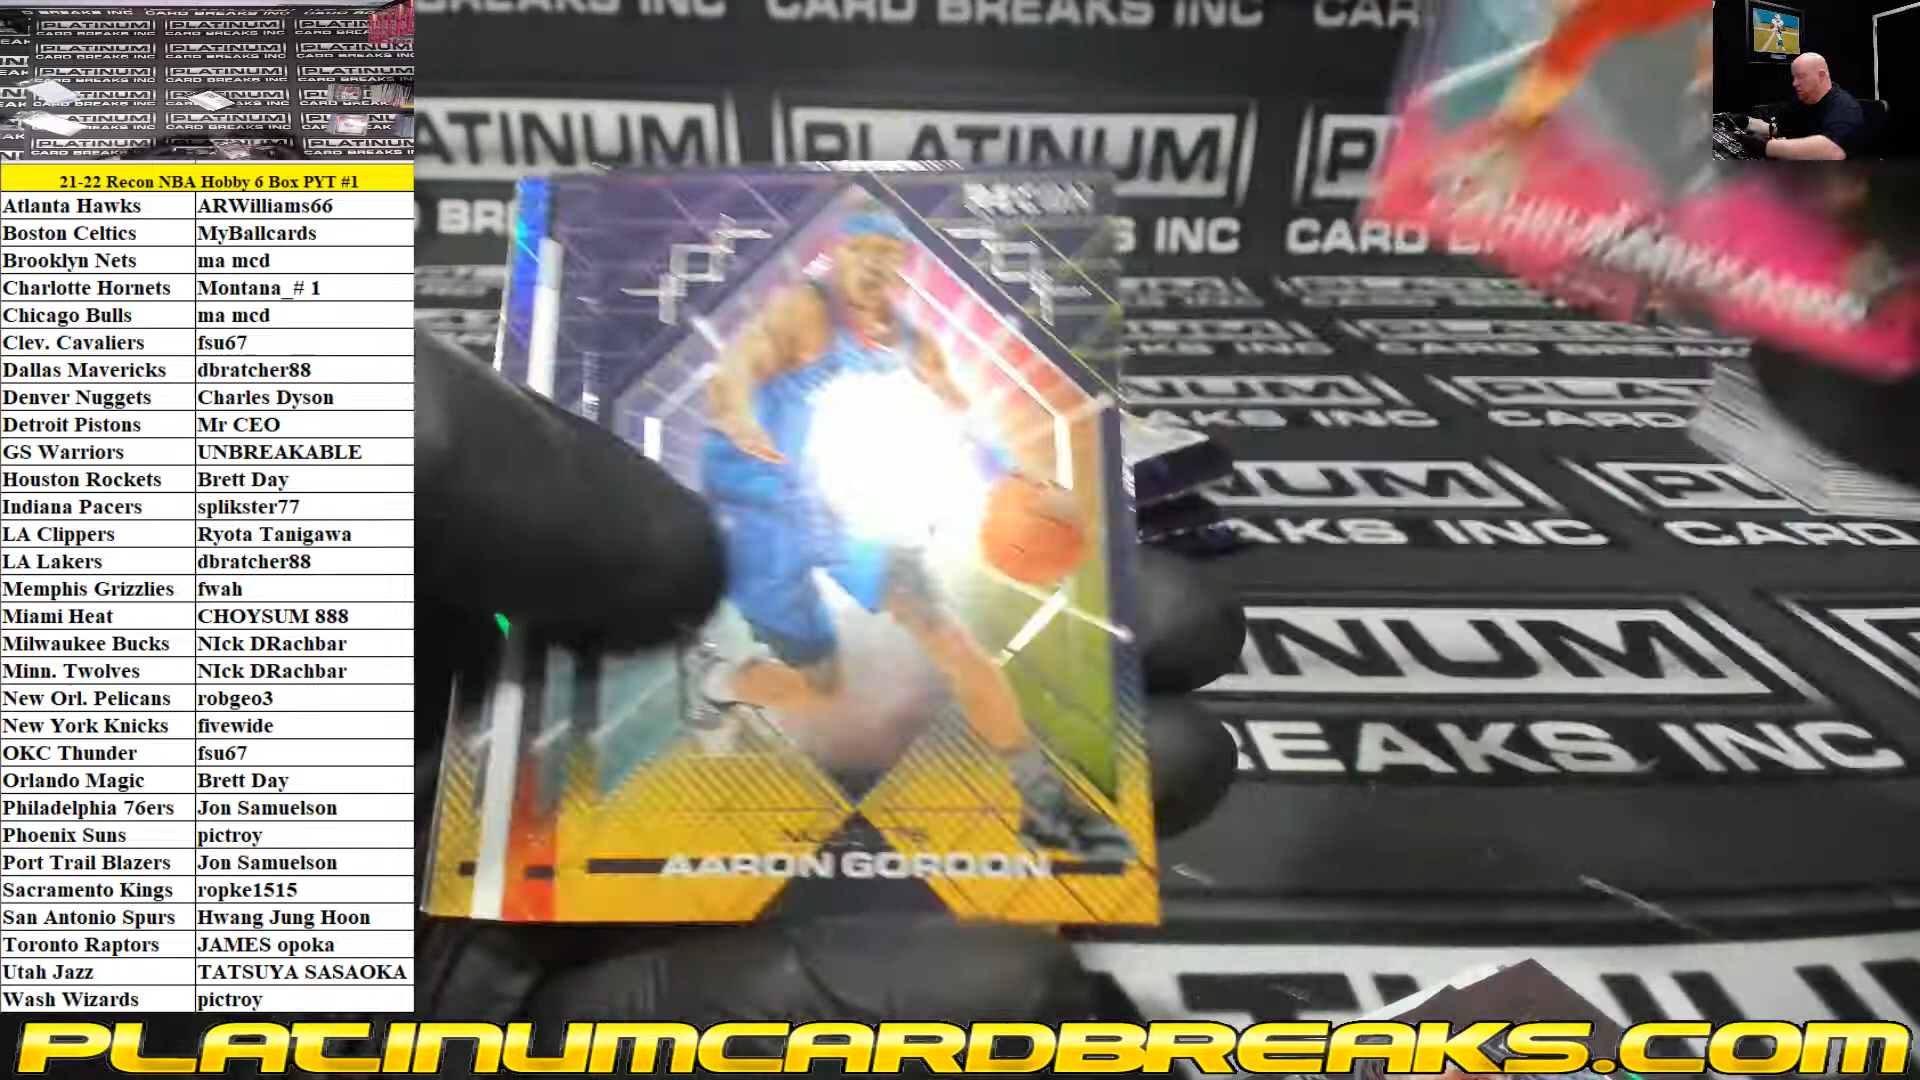 21-22 Recon NBA Hobby 6 Box PYT #1
Atlanta Hawks ARWilliams66
Boston Celtics MyBallcards
Brooklyn Nets ma mcd
Charlotte Hornets Montana_# 1
Chicago Bulls ma mcd
Clev. Cavaliers fsu67
Dallas Mavericks dbratcher88
Denver Nuggets Charles Dyson
Detroit Pistons Mr CEO
GS Warriors UNBREAKABLE
Houston Rockets Brett Day
Indiana Pacers splikster77
LA Clippers Ryota Tanigawa
LA Lakers dbratcher88
Memphis Grizzlies fwah
Miami Heat CHOYSUM 888
Milwaukee Bucks NIck DRachbar
Minn. Twolves NIck DRachbar
New Orl. Pelicans robgeo3
New York Knicks fivewide
OKC Thunder fsu67
Orlando Magic Brett Day
Philadelphia 76ers Jon Samuelson
Phoenix Suns pictroy
Port Trail Blazers Jon Samuelson
Sacramento Kings ropke1515
San Antonio Spurs Hwang Jung Hoon
Toronto Raptors JAMES opoka
Utah Jazz TATSUYA SASAOKA
Wash Wizards pictroy
CARD BREAKS INC
PLATINUM
AARON GORDON
PLATINUMCARDBREAKS.COM